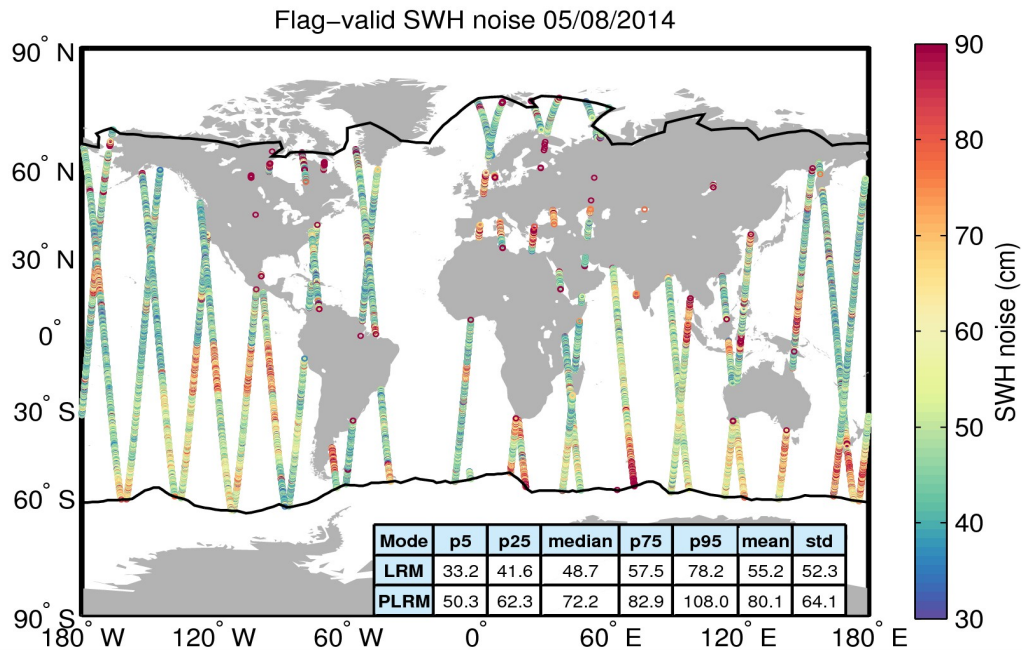 Flag−valid SWH noise 05/08/2014
90° N
60° N
30° N
0°
30° S
60° S
90° S
180° W
120° W
60° W
0°
60° E
120° E
180° E
Mode p5 p25 median p75 p95 mean std
LRM 33.2 41.6 48.7 57.5 78.2 55.2 52.3
PLRM 50.3 62.3 72.2 82.9 108.0 80.1 64.1
90
80
70
60
50
40
30
SWH noise (cm)